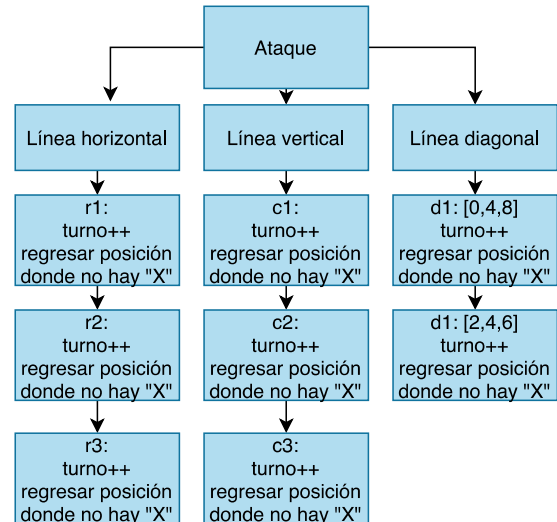 Ataque
Línea horizontal
Línea vertical
Línea diagonal
r1:
turno++
regresar posición
donde no hay "X"
c1:
turno++
regresar posición
donde no hay "X"
d1: [0,4,8]
turno++
regresar posición
donde no hay "X"
r2:
turno++
regresar posición
donde no hay "X"
c2:
turno++
regresar posición
donde no hay "X"
d1: [2,4,6]
turno++
regresar posición
donde no hay "X"
r3:
turno++
regresar posición
donde no hay "X"
c3:
turno++
regresar posición
donde no hay "X"